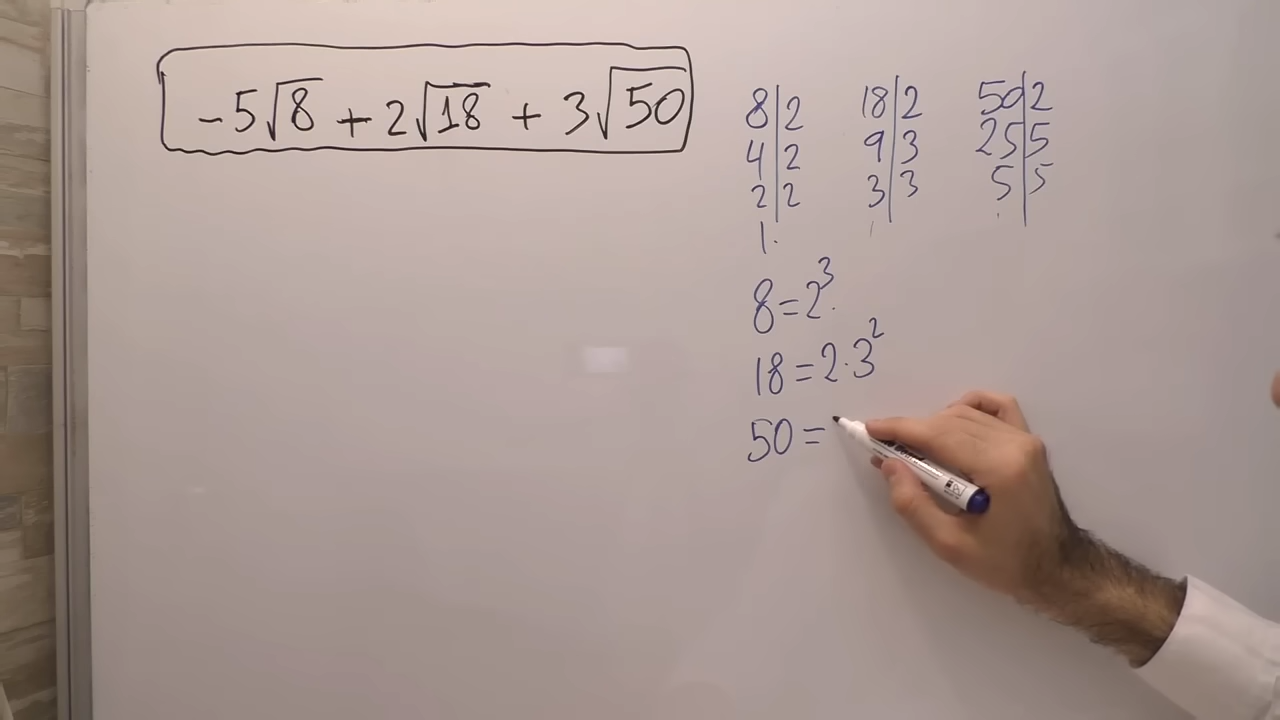 -5√8 + 2√18 + 3√50
8|2 18|2 50|2
4|2 9|3 25|5
2|2 3|3 5|5
1.
8=2³.
18=2·3²
50=